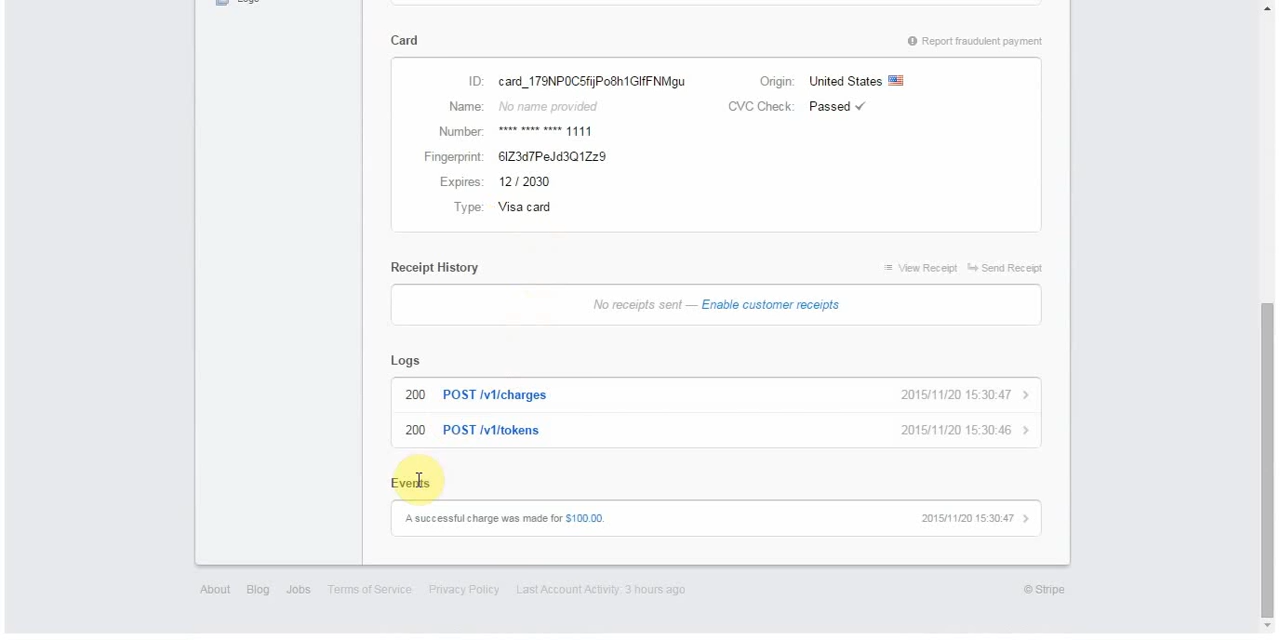 Logs
Card
Report fraudulent payment
ID: card_179NP0C5fijPo8h1GlfFNMgu
Origin: United States
Name: No name provided
CVC Check: Passed ✓
Number: **** **** **** 1111
Fingerprint: 6lZ3d7PeJd3Q1Zz9
Expires: 12 / 2030
Type: Visa card
Receipt History
View Receipt
Send Receipt
No receipts sent — Enable customer receipts
Logs
200 POST /v1/charges 2015/11/20 15:30:47
200 POST /v1/tokens 2015/11/20 15:30:46
Events
A successful charge was made for $100.00. 2015/11/20 15:30:47
About Blog Jobs Terms of Service Privacy Policy Last Account Activity: 3 hours ago © Stripe